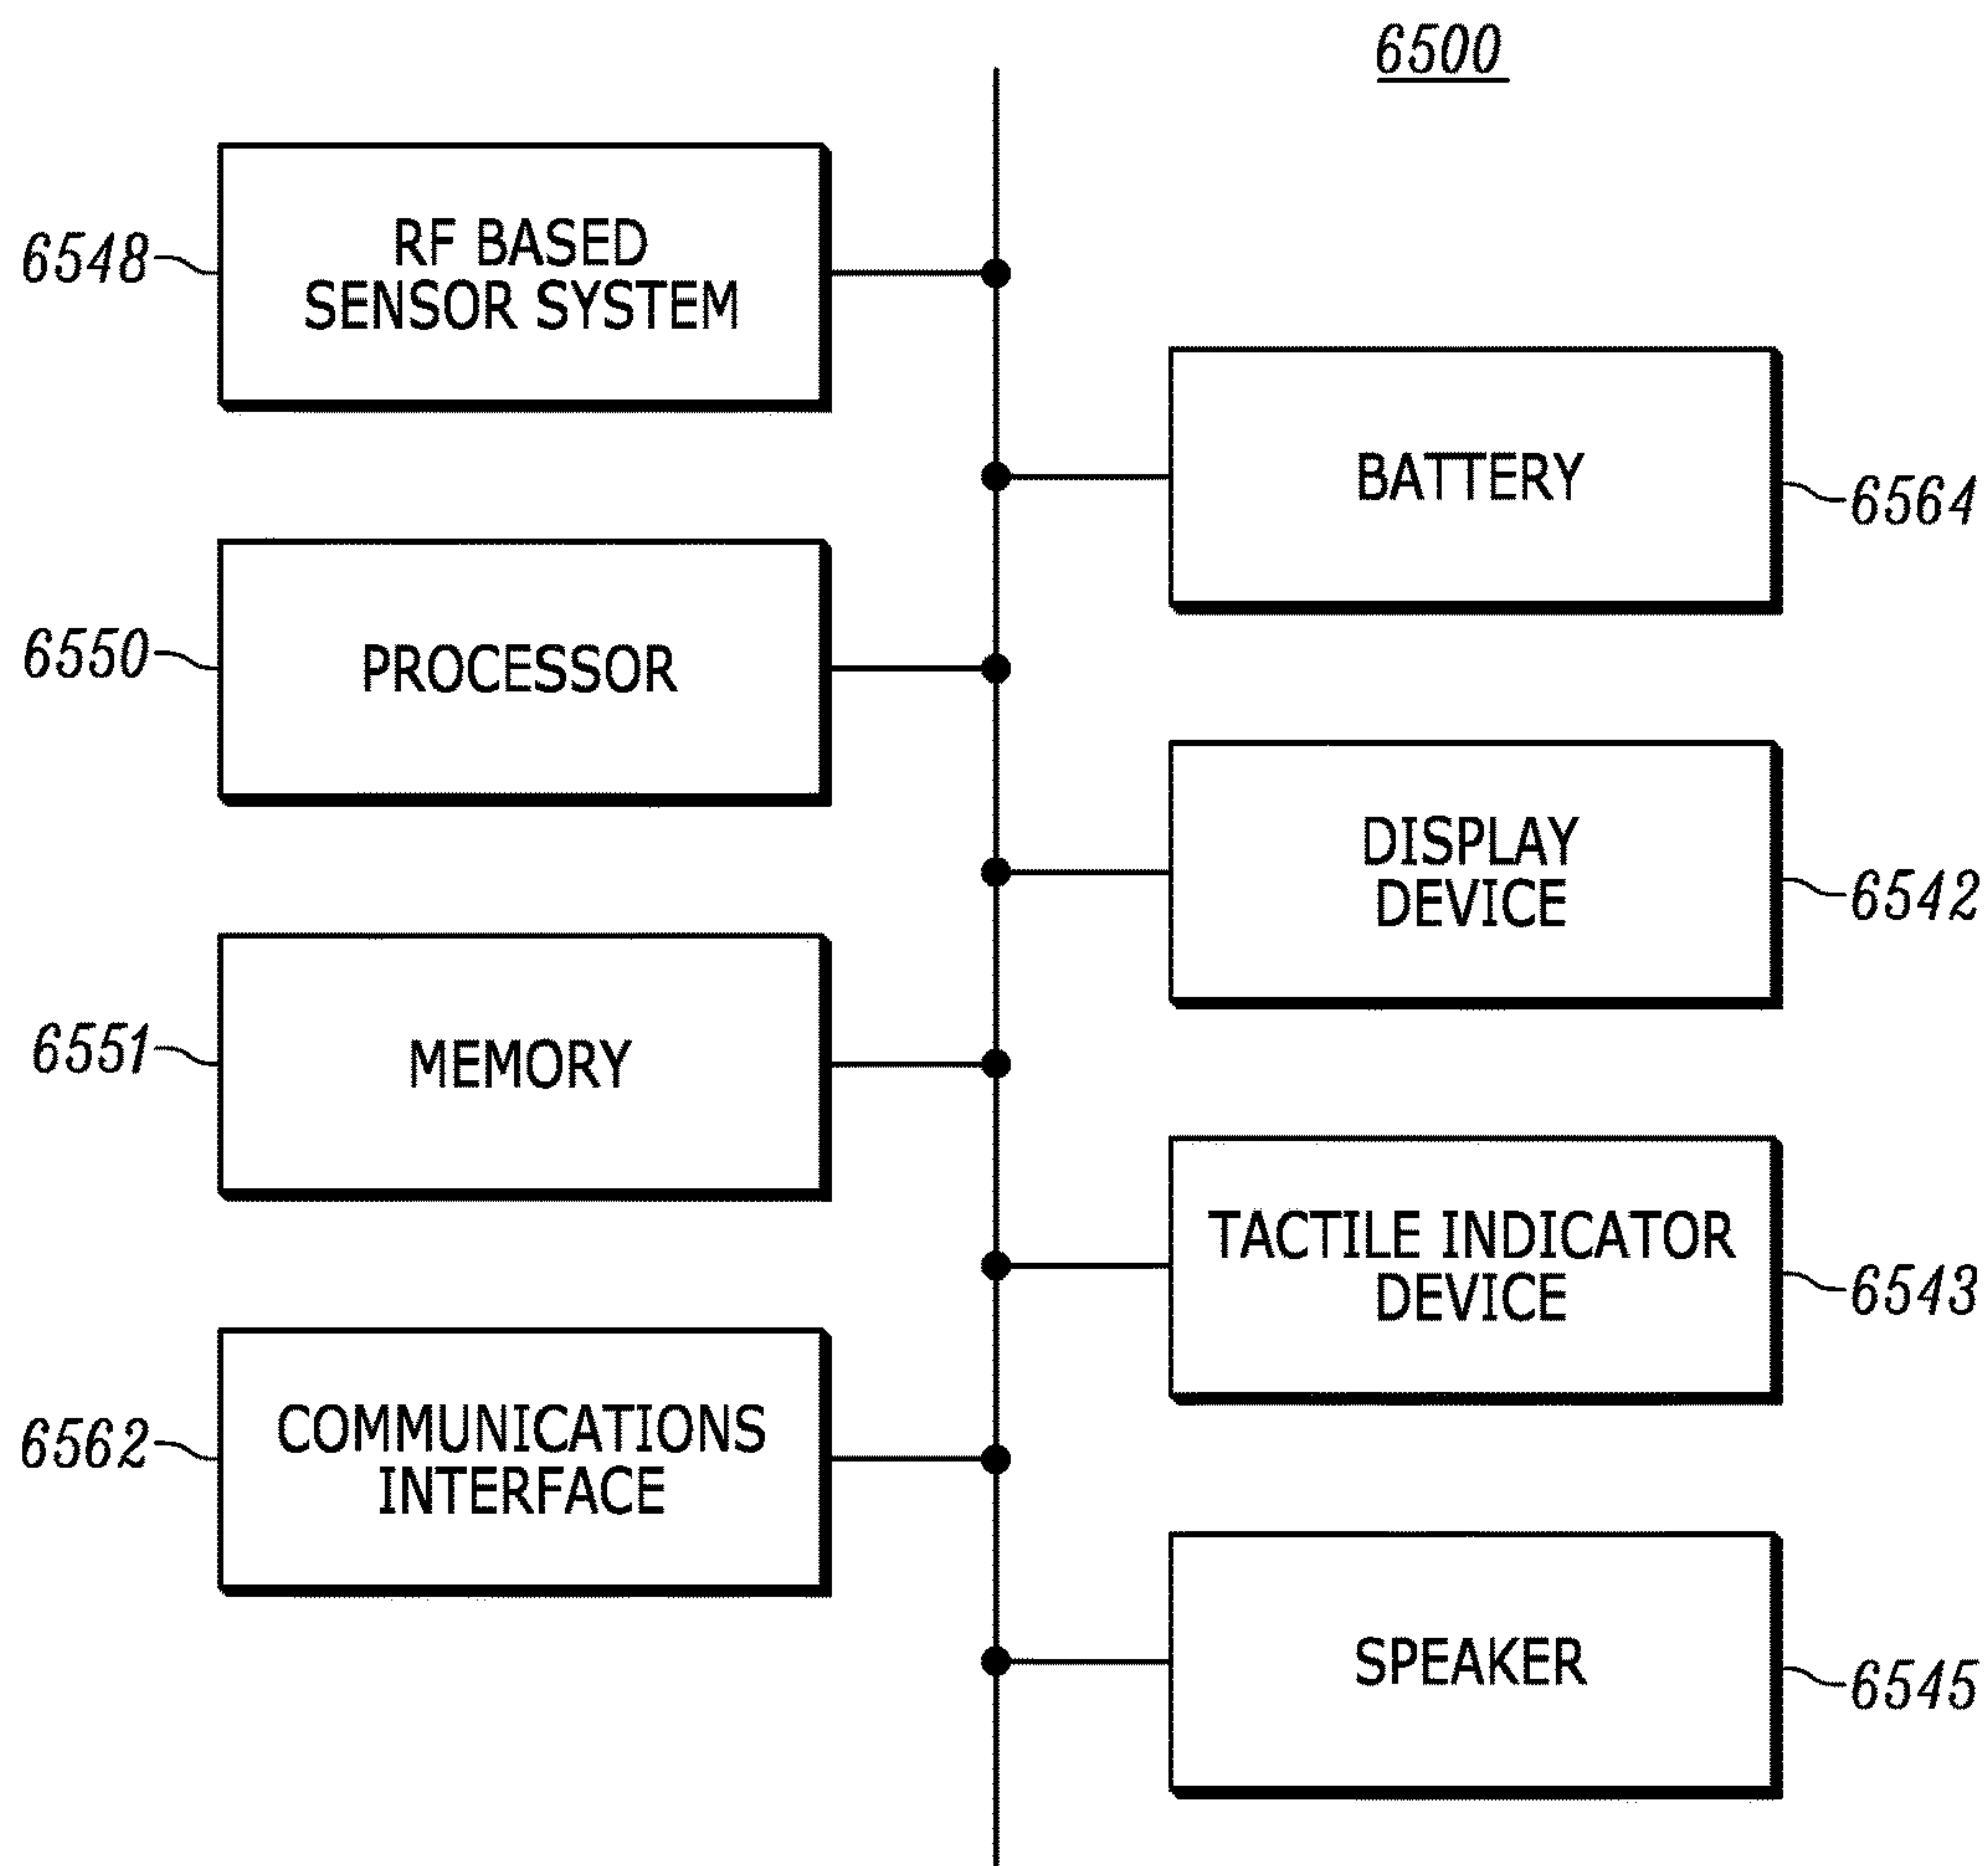 6500
6548
RF BASED
SENSOR SYSTEM
BATTERY
6564
6550
PROCESSOR
DISPLAY
DEVICE
6542
6551
MEMORY
TACTILE INDICATOR
DEVICE
6543
6562
COMMUNICATIONS
INTERFACE
SPEAKER
6545